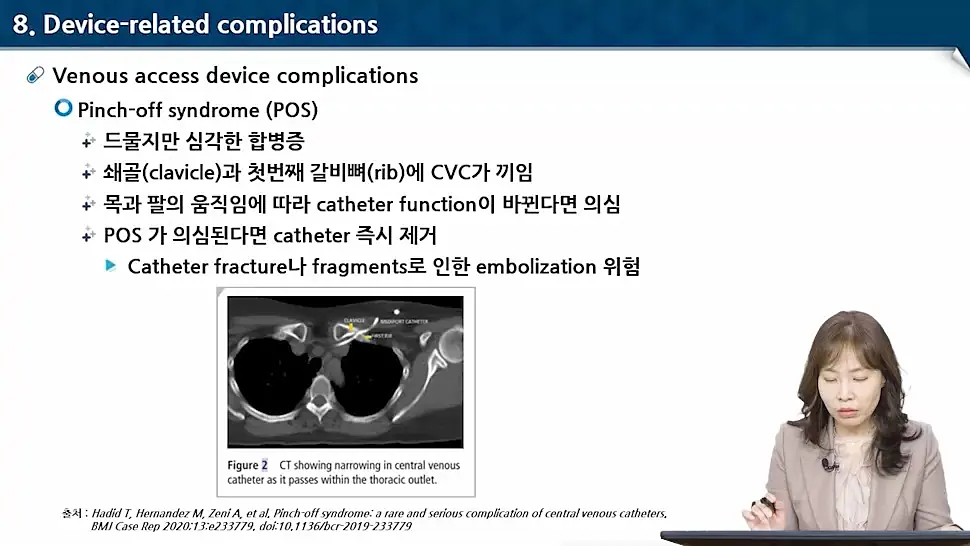 8. Device-related complications
Venous access device complications
Pinch-off syndrome (POS)
드물지만 심각한 합병증
쇄골(clavicle)과 첫번째 갈비뼈(rib)에 CVC가 끼임
목과 팔의 움직임에 따라 catheter function이 바뀐다면 의심
POS 가 의심된다면 catheter 즉시 제거
Catheter fracture나 fragments로 인한 embolization 위험
CLAVICLE
MEDIPORT CATHETER
FIRST RIB
Figure 2 CT showing narrowing in central venous
catheter as it passes within the thoracic outlet.
출처 : Hadid T, Hernandez M, Zeni A, et al, Pinch-off syndrome: a rare and serious complication of central venous catheters,
BMI Case Rep 2020;13:e233779, doi:10,1136/bcr-2019-233779